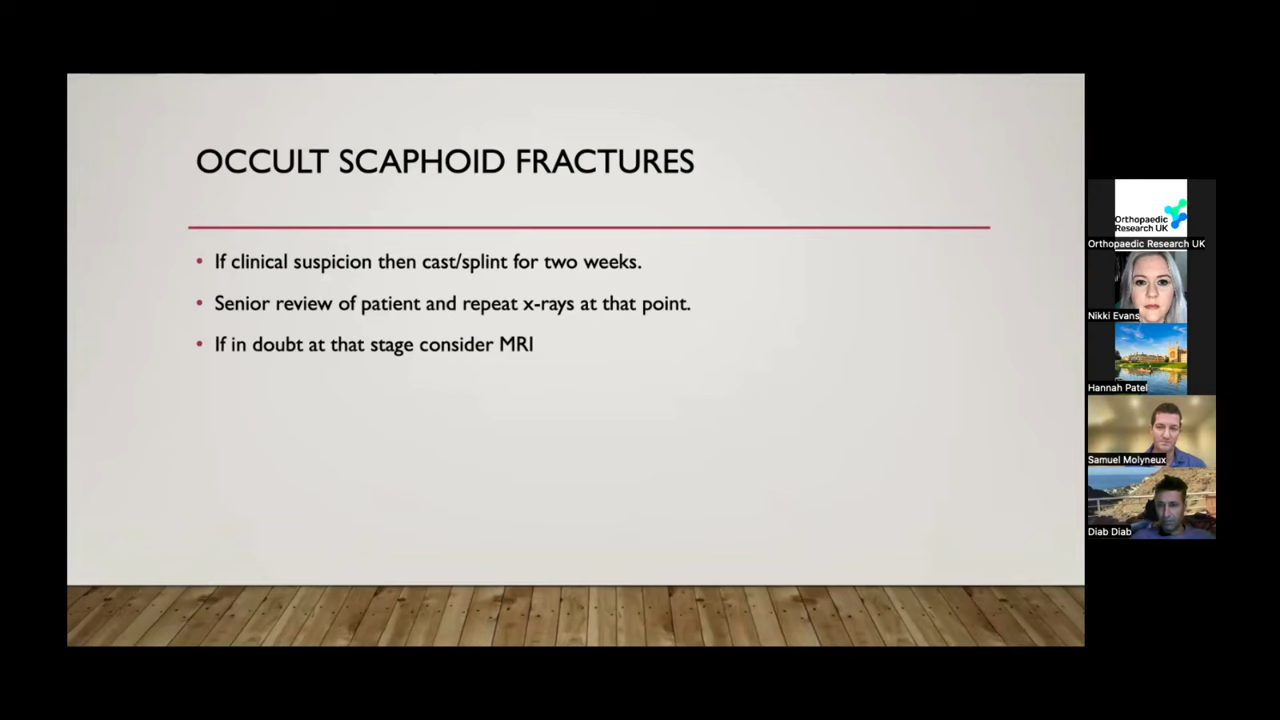 OCCULT SCAPHOID FRACTURES
• If clinical suspicion then cast/splint for two weeks.
• Senior review of patient and repeat x-rays at that point.
• If in doubt at that stage consider MRI
Orthopaedic
Research UK
Orthopaedic Research UK
Nikki Evans
Hannah Patel
Samuel Molyneux
Diab Diab